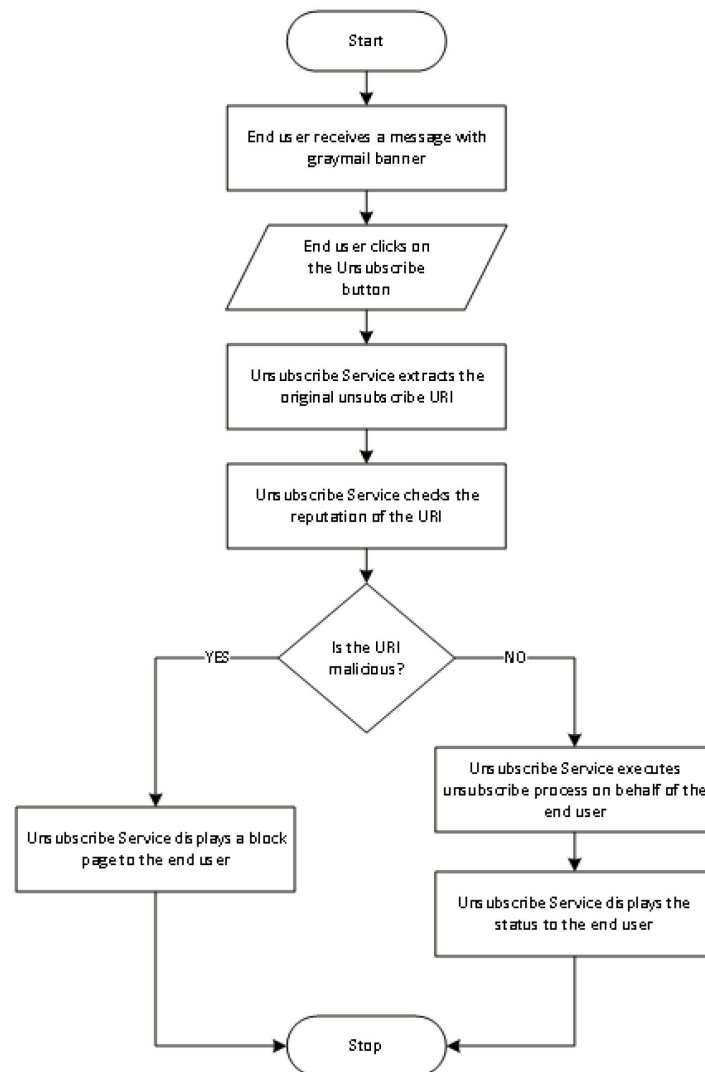 Start
End user receives a message with
graymail banner
End user clicks on
the Unsubscribe
button
Unsubscribe Service extracts the
original unsubscribe URI
Unsubscribe Service checks the
reputation of the URI
Is the URI
malicious?
YES
NO
Unsubscribe Service executes
unsubscribe process on behalf of the
end user
Unsubscribe Service displays a block
page to the end user
Unsubscribe Service displays the
status to the end user
Stop